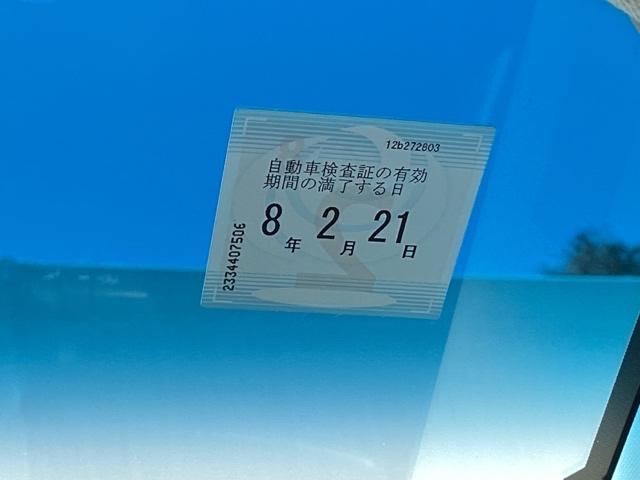 12b272803
自動車検査証の有効
期間の満了する日
8年 2月 21日
2334407506